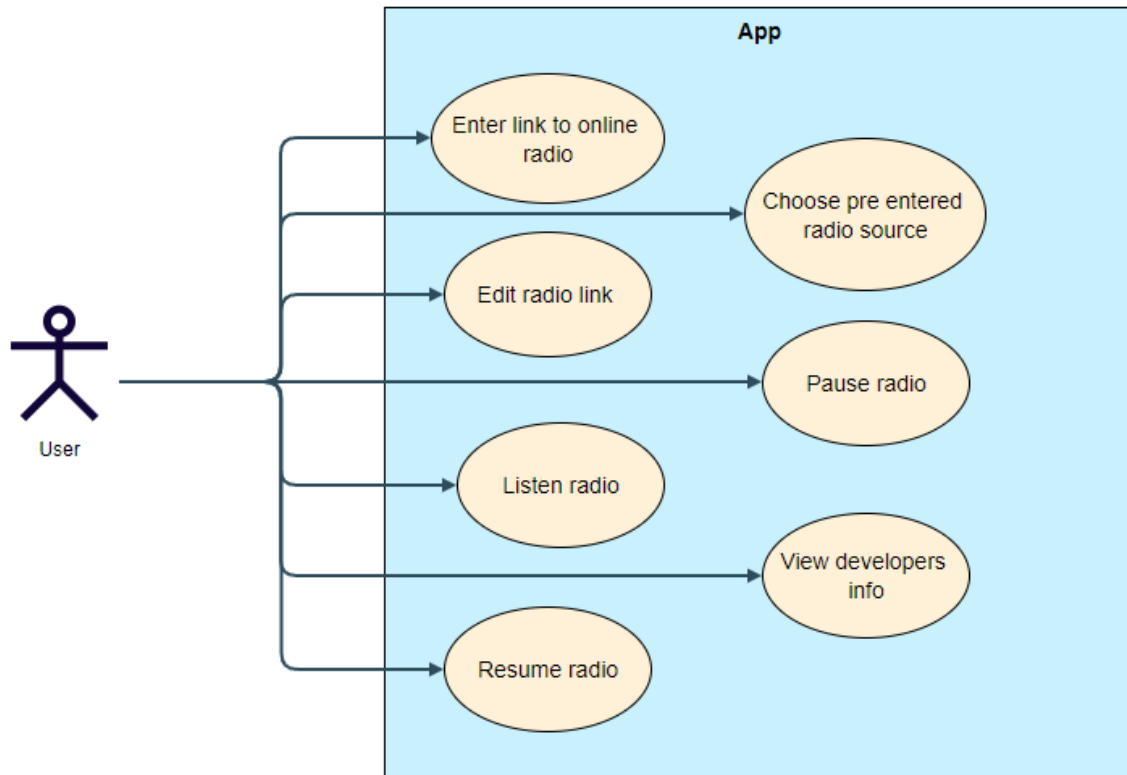 App
Enter link to online
radio
Choose pre entered
radio source
Edit radio link
Pause radio
User
Listen radio
View developers
info
Resume radio